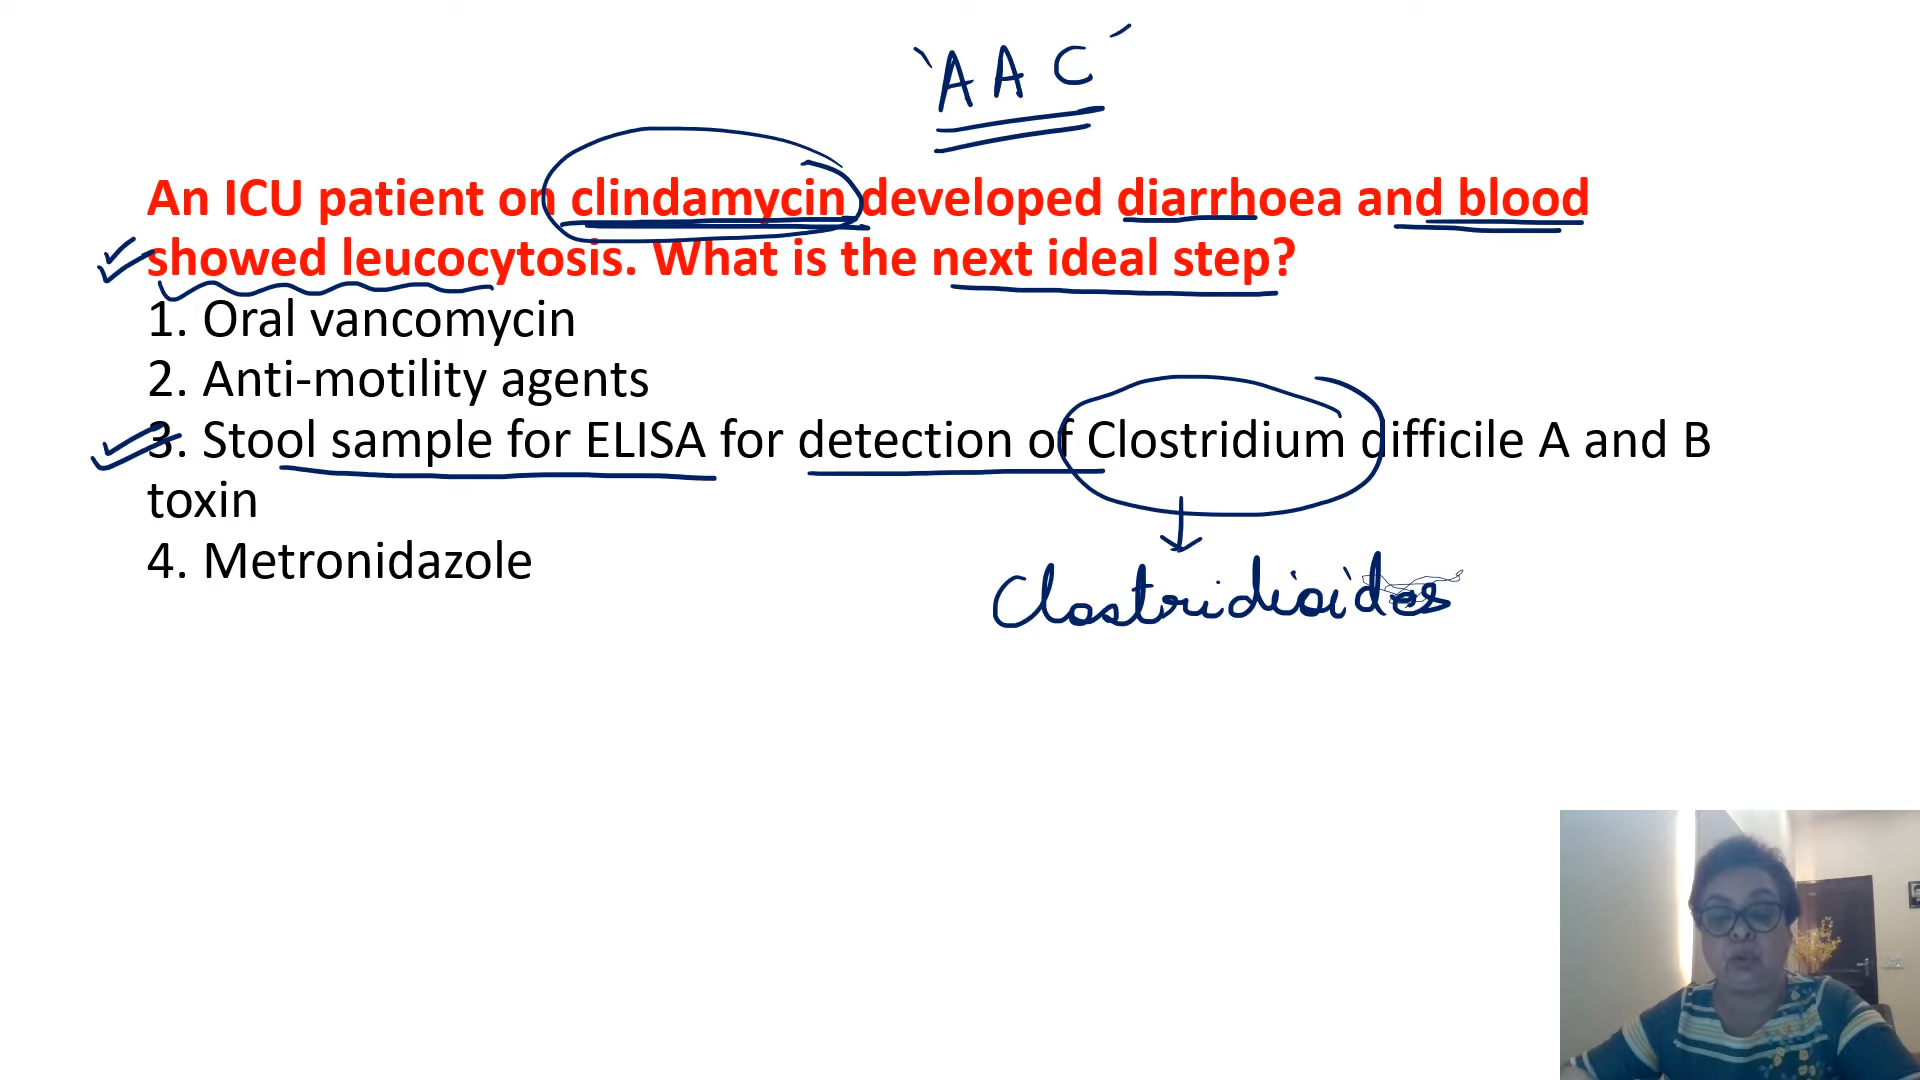 'AAC'
An ICU patient on clindamycin developed diarrhoea and blood
showed leucocytosis. What is the next ideal step?
1. Oral vancomycin
2. Anti-motility agents
3. Stool sample for ELISA for detection of Clostridium difficile A and B
toxin
4. Metronidazole
Clostridioides